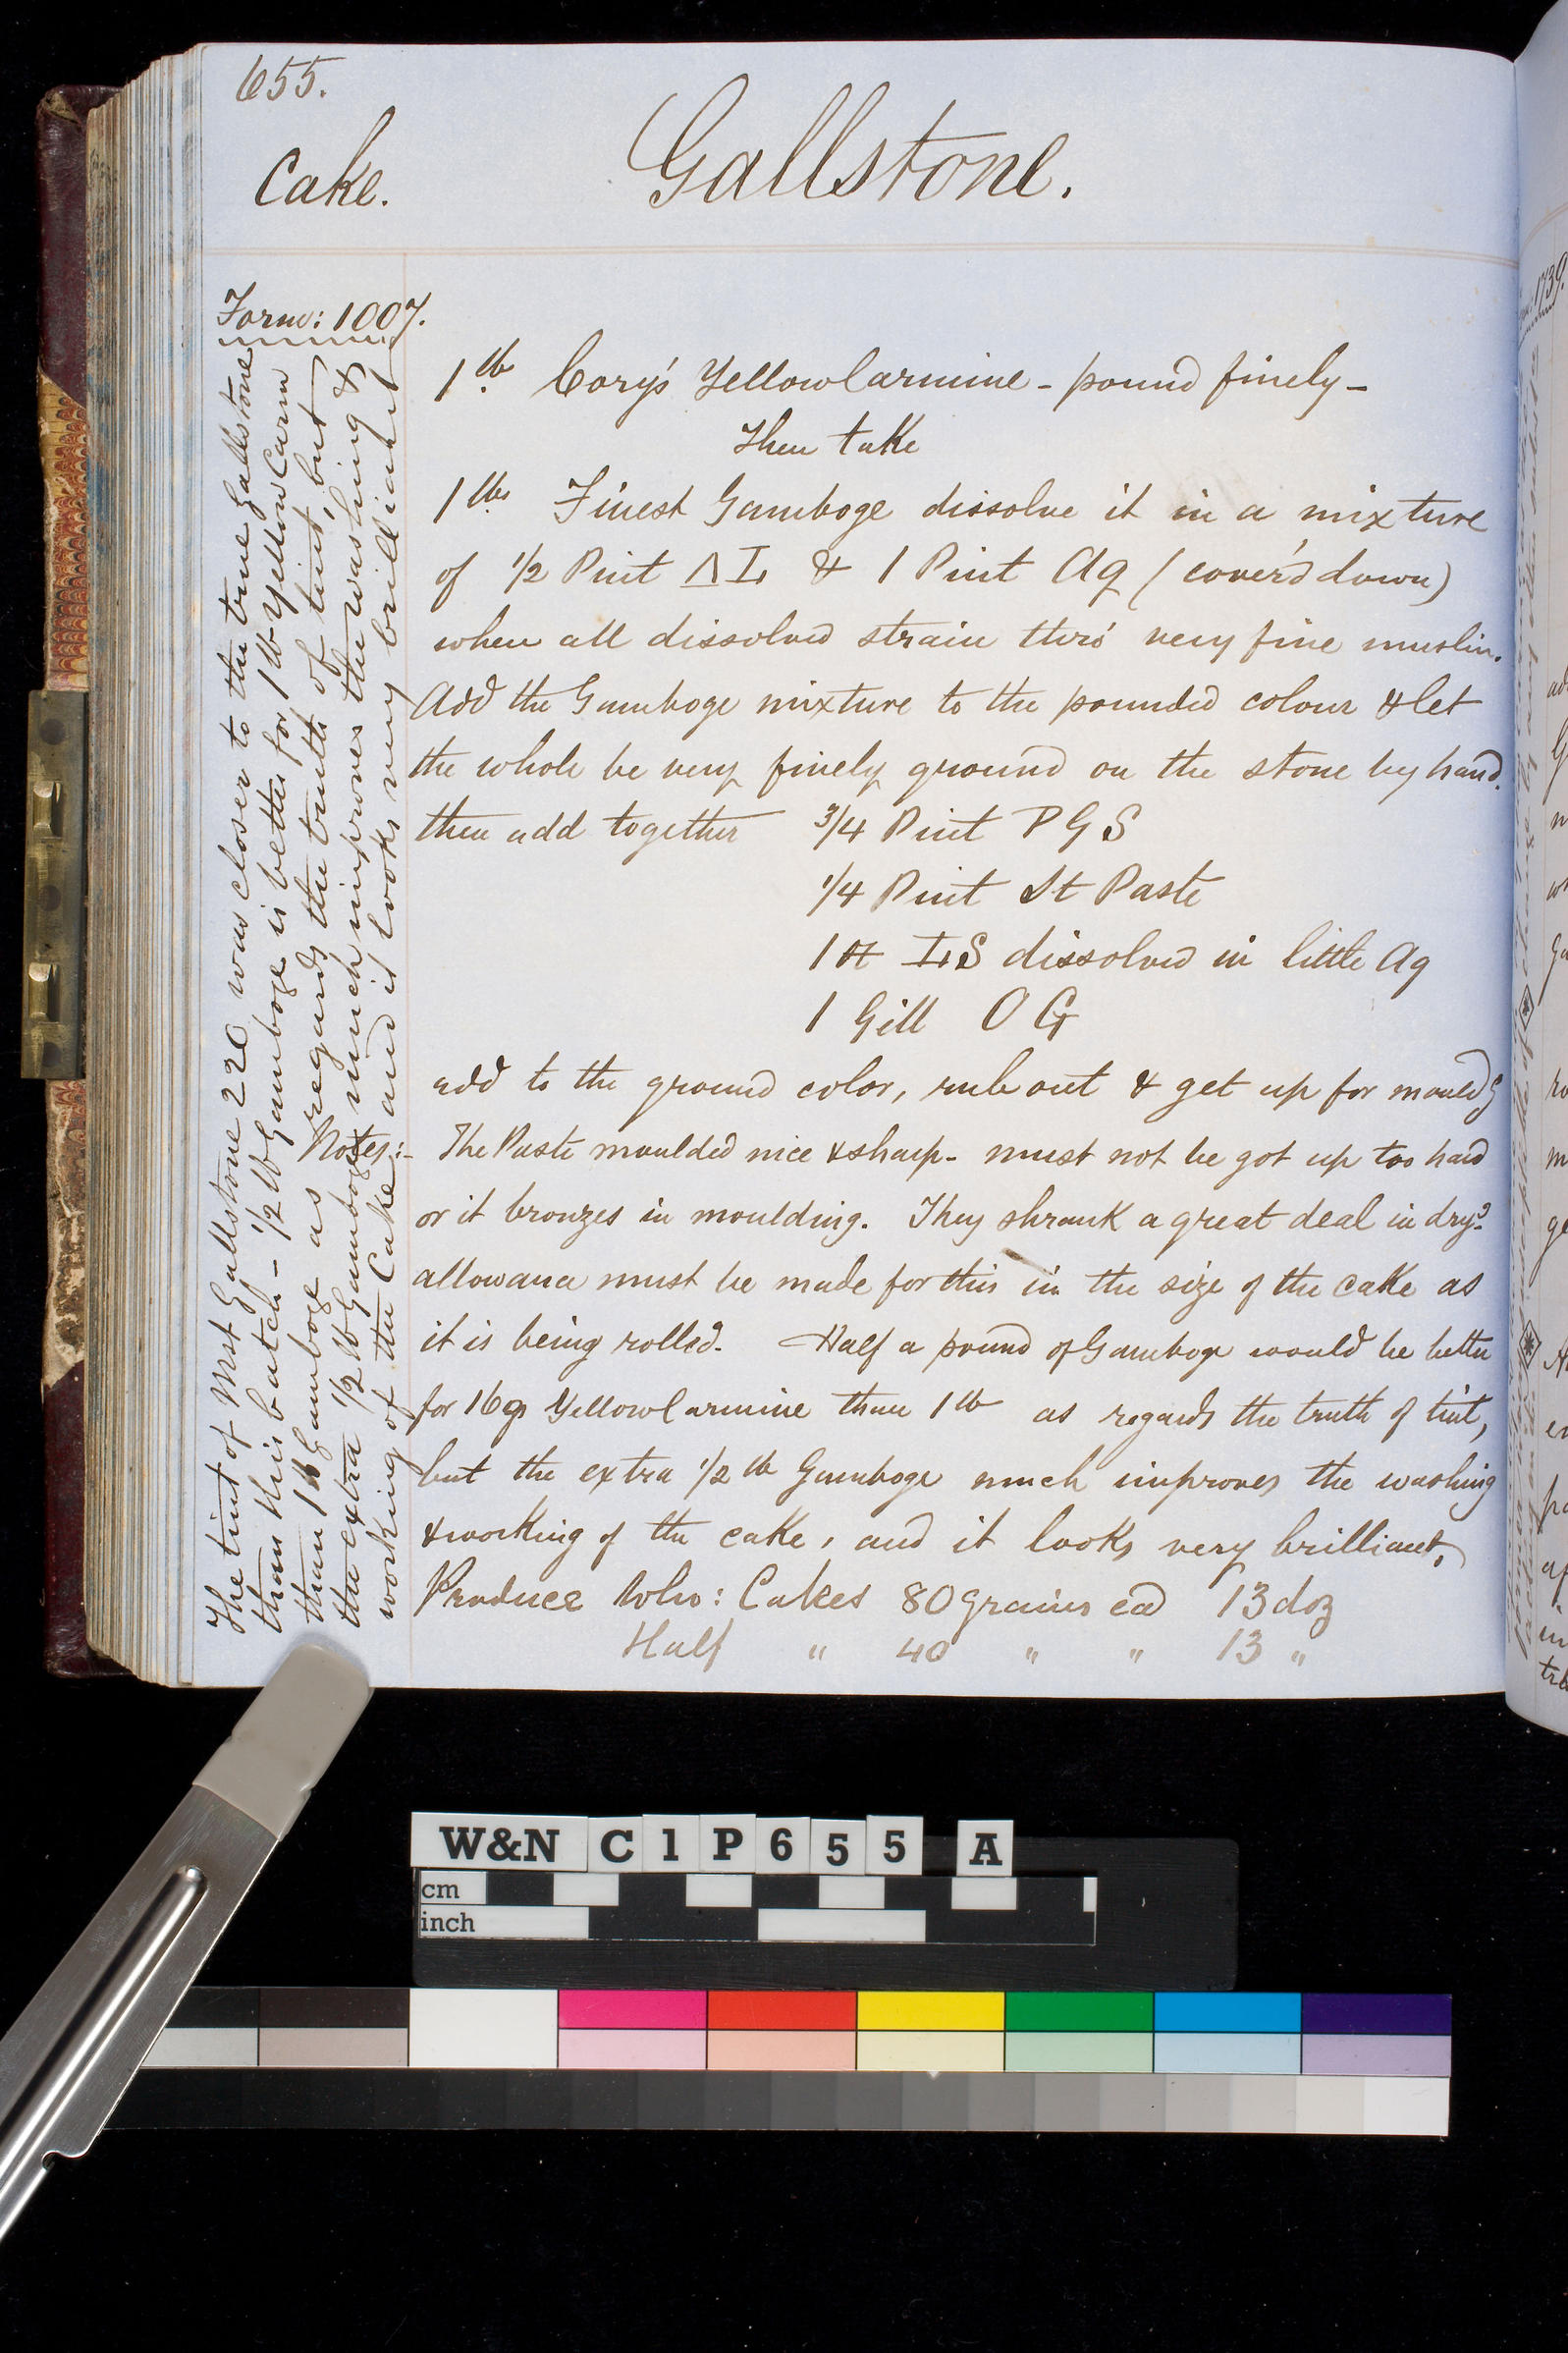 655.
Cake.
Gallstone.
Form: 1007.
1 lb Cory's Yellow Carmine - pound finely -
Then take
1 lb Finest Gamboge dissolve it in a mixture
of 1/2 Pint & 1 Pint Aq (cover'd down)
when all dissolved strain thro' very fine muslin.
Add the Gamboge mixture to the pounded colour & let
the whole be very finely ground on the stone by hand.
then add together 3/4 Pint P G S
1/4 Pint St Paste
1 dissolved in little Aq
1 Gill O G
add to the ground color, rub out & get up for mouldg
Notes:- The Paste moulded nice & sharp - must not be got up too hard
or it bronzes in moulding. They shrank a great deal in dryg
allowance must be made for this in the size of the cake as
it is being rolled. Half a pound of Gamboge would be better
for 16 Yellow Carmine than 1 lb as regards the truth of tint,
but the extra 1/2 lb Gamboge much improves the washing
& working of the cake, and it looks very brilliant.
Produce Who: Cakes 80 grains ea 13 doz
Half " 40 " " 13 "
The tint of Mst Gallstone 220 was closer to the true Gallstone
than this batch - 1/2 lb Gamboge is better for 1 lb Yellow Carm
than 1 lb Gamboge as regards the truth of tint, but
the extra 1/2 lb Gamboge much improves the washing &
working of the Cake and it looks very brilliant
W&N C1P655 A
cm
inch